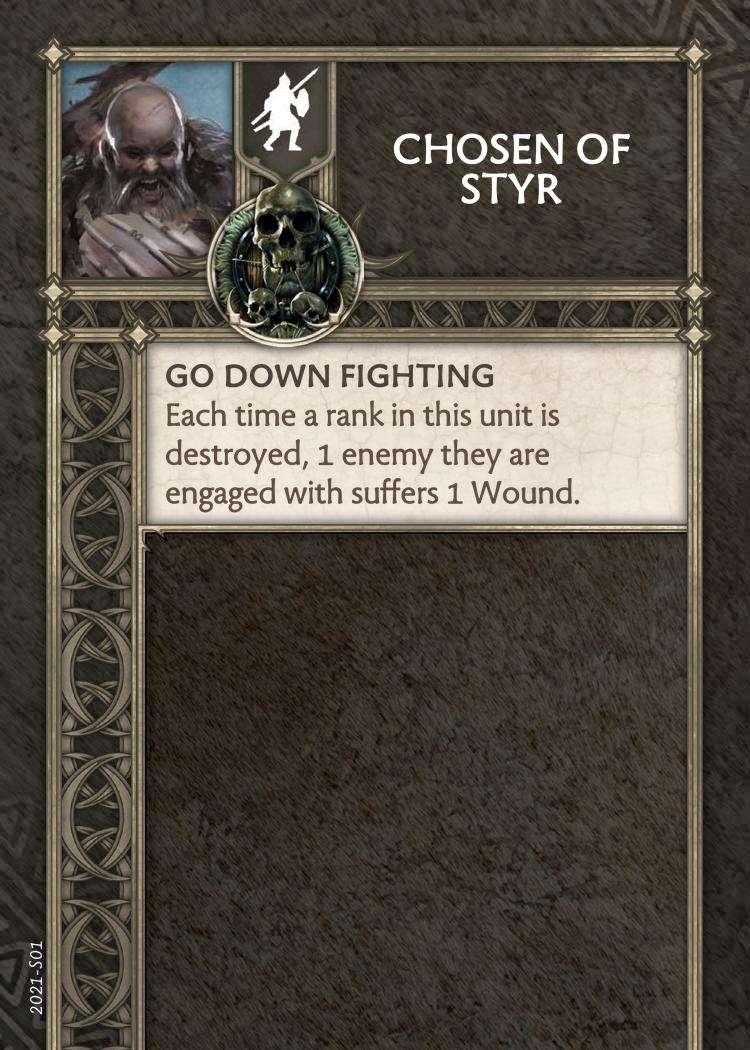 CHOSEN OF
STYR
GO DOWN FIGHTING
Each time a rank in this unit is
destroyed, 1 enemy they are
engaged with suffers 1 Wound.
2021-S01